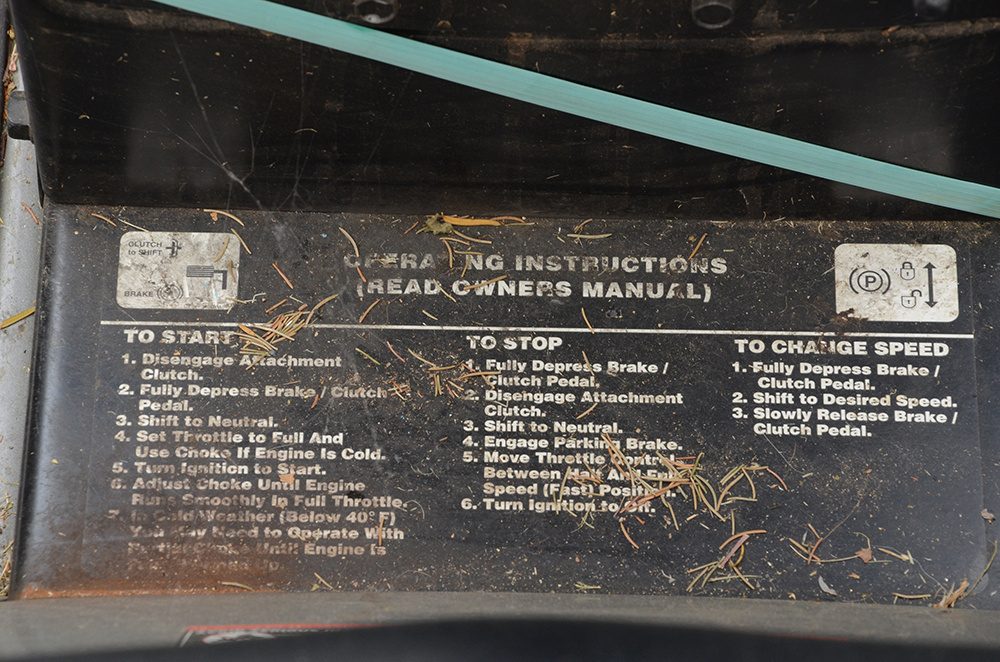 CLUTCH
to SHIFT
BRAKE
OPERATING INSTRUCTIONS
(READ OWNERS MANUAL)
P
TO START
1. Disengage Attachment
Clutch.
2. Fully Depress Brake / Clutch
Pedal.
3. Shift to Neutral.
4. Set Throttle to Full And
Use Choke If Engine Is Cold.
5. Turn Ignition to Start.
6. Adjust Choke Until Engine
Runs Smoothly in Full Throttle.
7. In Cold Weather (Below 40° F)
You May Need to Operate With
Partial Choke Until Engine Is
Up.
TO STOP
1. Fully Depress Brake /
Clutch Pedal.
2. Disengage Attachment
Clutch.
3. Shift to Neutral.
4. Engage Parking Brake.
5. Move Throttle Control
Between Half And Full
Speed (Fast) Position.
6. Turn Ignition to Off.
TO CHANGE SPEED
1. Fully Depress Brake /
Clutch Pedal.
2. Shift to Desired Speed.
3. Slowly Release Brake /
Clutch Pedal.